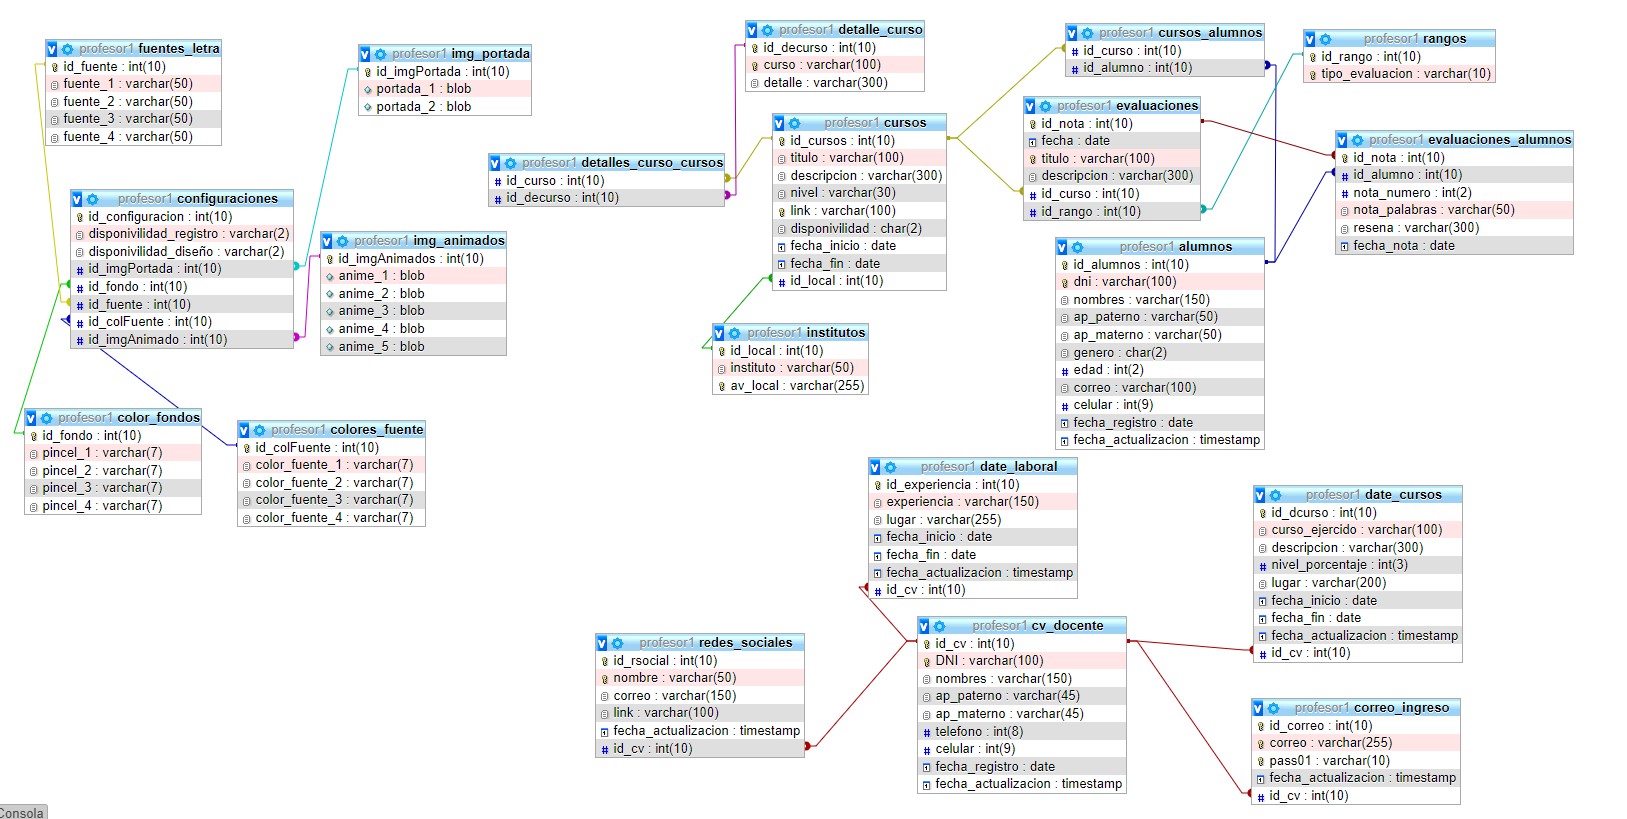 profesor1 fuentes_letra
id_fuente : int(10)
fuente_1 : varchar(50)
fuente_2 : varchar(50)
fuente_3 : varchar(50)
fuente_4 : varchar(50)
profesor1 img_portada
id_imgPortada : int(10)
portada_1 : blob
portada_2 : blob
profesor1 configuraciones
id_configuracion : int(10)
disponivilidad_registro : varchar(2)
disponivilidad_diseño : varchar(2)
id_imgPortada : int(10)
id_fondo : int(10)
id_fuente : int(10)
id_colFuente : int(10)
id_imgAnimado : int(10)
profesor1 img_animados
id_imgAnimados : int(10)
anime_1 : blob
anime_2 : blob
anime_3 : blob
anime_4 : blob
anime_5 : blob
profesor1 color_fondos
id_fondo : int(10)
pincel_1 : varchar(7)
pincel_2 : varchar(7)
pincel_3 : varchar(7)
pincel_4 : varchar(7)
profesor1 colores_fuente
id_colFuente : int(10)
color_fuente_1 : varchar(7)
color_fuente_2 : varchar(7)
color_fuente_3 : varchar(7)
color_fuente_4 : varchar(7)
profesor1 detalle_curso
id_decurso : int(10)
curso : varchar(100)
detalle : varchar(300)
profesor1 detalles_curso_cursos
id_curso : int(10)
id_decurso : int(10)
profesor1 cursos
id_cursos : int(10)
titulo : varchar(100)
descripcion : varchar(300)
nivel : varchar(30)
link : varchar(100)
disponivilidad : char(2)
fecha_inicio : date
fecha_fin : date
id_local : int(10)
profesor1 institutos
id_local : int(10)
instituto : varchar(50)
av_local : varchar(255)
profesor1 cursos_alumnos
id_curso : int(10)
id_alumno : int(10)
profesor1 rangos
id_rango : int(10)
tipo_evaluacion : varchar(10)
profesor1 evaluaciones
id_nota : int(10)
fecha : date
titulo : varchar(100)
descripcion : varchar(300)
id_curso : int(10)
id_rango : int(10)
profesor1 evaluaciones_alumnos
id_nota : int(10)
id_alumno : int(10)
nota_numero : int(2)
nota_palabras : varchar(50)
resena : varchar(300)
fecha_nota : date
profesor1 alumnos
id_alumnos : int(10)
dni : varchar(100)
nombres : varchar(150)
ap_paterno : varchar(50)
ap_materno : varchar(50)
genero : char(2)
edad : int(2)
correo : varchar(100)
celular : int(9)
fecha_registro : date
fecha_actualizacion : timestamp
profesor1 date_laboral
id_experiencia : int(10)
experiencia : varchar(150)
lugar : varchar(255)
fecha_inicio : date
fecha_fin : date
fecha_actualizacion : timestamp
id_cv : int(10)
profesor1 date_cursos
id_dcurso : int(10)
curso_ejercido : varchar(100)
descripcion : varchar(300)
nivel_porcentaje : int(3)
lugar : varchar(200)
fecha_inicio : date
fecha_fin : date
fecha_actualizacion : timestamp
id_cv : int(10)
profesor1 redes_sociales
id_rsocial : int(10)
nombre : varchar(50)
correo : varchar(150)
link : varchar(100)
fecha_actualizacion : timestamp
id_cv : int(10)
profesor1 cv_docente
id_cv : int(10)
DNI : varchar(100)
nombres : varchar(150)
ap_paterno : varchar(45)
ap_materno : varchar(45)
telefono : int(8)
celular : int(9)
fecha_registro : date
fecha_actualizacion : timestamp
profesor1 correo_ingreso
id_correo : int(10)
correo : varchar(255)
pass01 : varchar(10)
fecha_actualizacion : timestamp
id_cv : int(10)
Consola